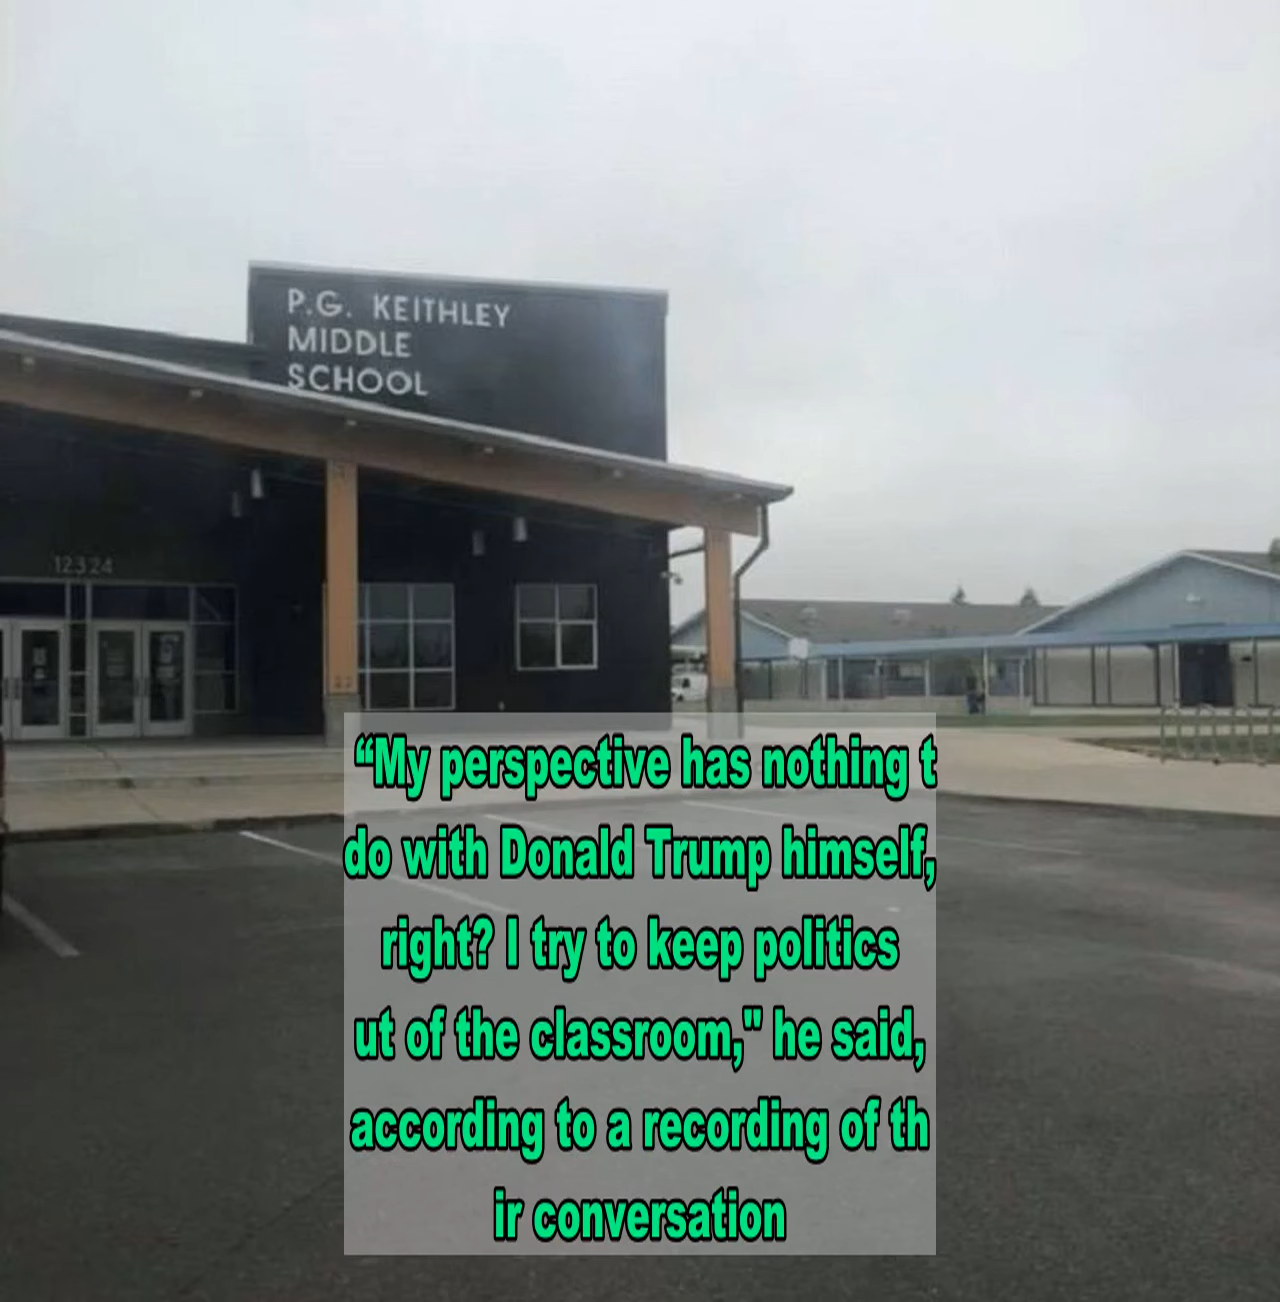 P.G. KEITHLEY
MIDDLE
SCHOOL
12324
“My perspective has nothing t
do with Donald Trump himself,
right? I try to keep politics
ut of the classroom," he said,
according to a recording of th
ir conversation